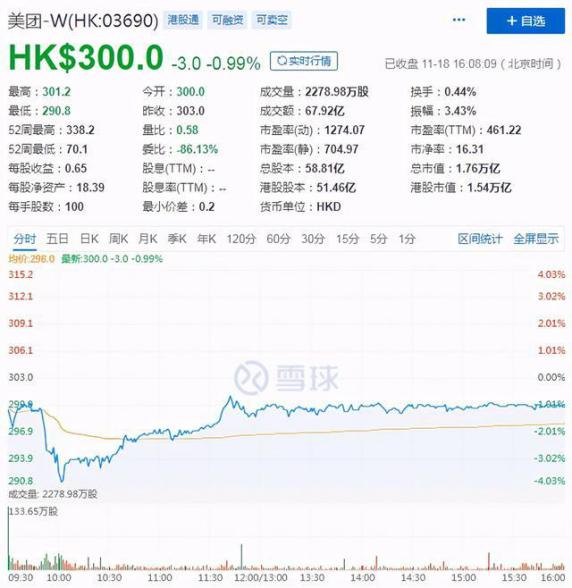 美团-W(HK:03690) 港股通 可融资 可卖空 ··· +自选
HK$300.0 -3.0 -0.99% 实时行情 已收盘 11-18 16:08:09（北京时间）
最高：301.2 今开：300.0 成交量：2278.98万股 换手：0.44%
最低：290.8 昨收：303.0 成交额：67.92亿 振幅：3.43%
52周最高：338.2 量比：0.58 市盈率(动)：1274.07 市盈率(TTM)：461.22
52周最低：70.1 委比：-86.13% 市盈率(静)：704.97 市净率：16.31
每股收益：0.65 股息(TTM)：-- 总股本：58.81亿 总市值：1.76万亿
每股净资产：18.39 股息率(TTM)：-- 港股股本：51.46亿 港股市值：1.54万亿
每手股数：100 最小价差：0.2 货币单位：HKD
分时 五日 日K 周K 月K 季K 年K 120分 60分 30分 15分 5分 1分 区间统计 全屏显示
均价:298.0 最新:300.0 -3.0 -0.99%
315.2 4.03%
312.1 3.02%
309.1 2.01%
306.1 1.01%
303.0 0.00%
雪球
299.9 -1.01%
296.9 -2.01%
293.9 -3.02%
290.8 -4.03%
成交量: 2278.98万股
133.65万股
09:30 10:00 10:30 11:00 11:30 12:00/13:00 13:30 14:00 14:30 15:00 15:30 16:00